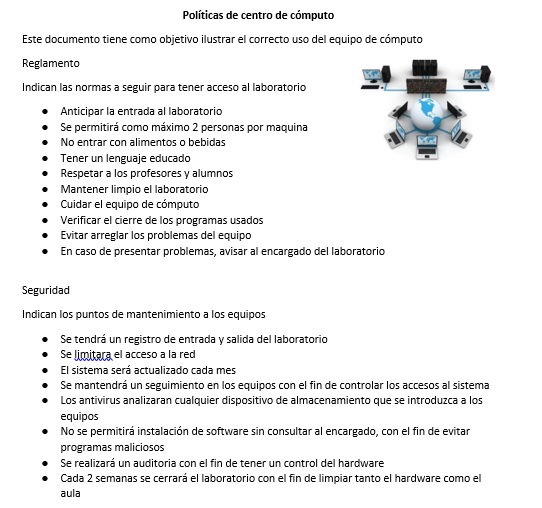 Políticas de centro de cómputo
Este documento tiene como objetivo ilustrar el correcto uso del equipo de cómputo
Reglamento
Indican las normas a seguir para tener acceso al laboratorio
● Anticipar la entrada al laboratorio
● Se permitirá como máximo 2 personas por maquina
● No entrar con alimentos o bebidas
● Tener un lenguaje educado
● Respetar a los profesores y alumnos
● Mantener limpio el laboratorio
● Cuidar el equipo de cómputo
● Verificar el cierre de los programas usados
● Evitar arreglar los problemas del equipo
● En caso de presentar problemas, avisar al encargado del laboratorio
Seguridad
Indican los puntos de mantenimiento a los equipos
● Se tendrá un registro de entrada y salida del laboratorio
● Se limitara el acceso a la red
● El sistema será actualizado cada mes
● Se mantendrá un seguimiento en los equipos con el fin de controlar los accesos al sistema
● Los antivirus analizaran cualquier dispositivo de almacenamiento que se introduzca a los
equipos
● No se permitirá instalación de software sin consultar al encargado, con el fin de evitar
programas maliciosos
● Se realizará un auditoria con el fin de tener un control del hardware
● Cada 2 semanas se cerrará el laboratorio con el fin de limpiar tanto el hardware como el
aula